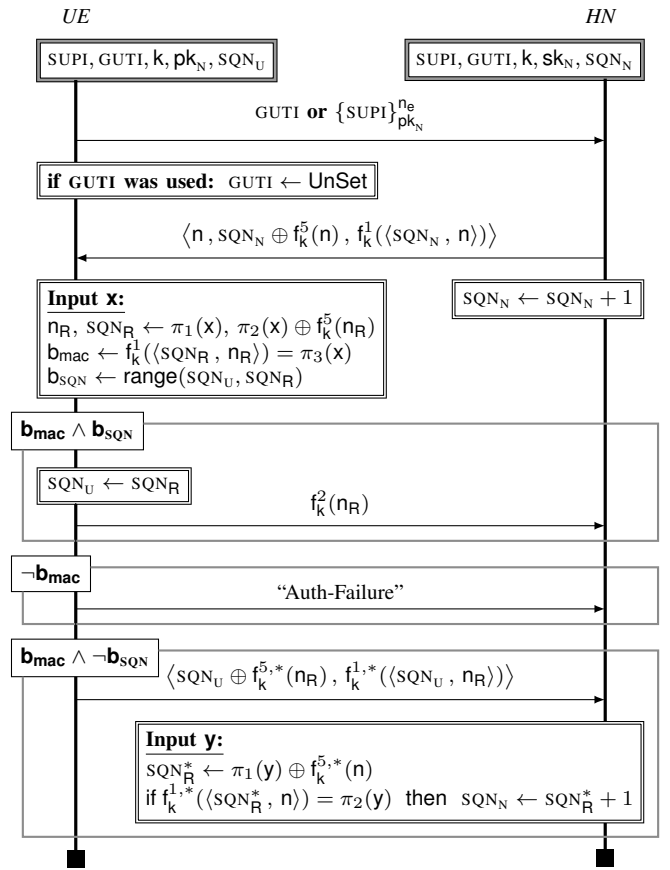 UE HN
SUPI, GUTI, k, pk_N, SQN_U
SUPI, GUTI, k, sk_N, SQN_N
GUTI or {SUPI}^{n_e}_{pk_N}
if GUTI was used: GUTI ← UnSet
⟨n , SQN_N ⊕ f^5_k(n) , f^1_k(⟨SQN_N , n⟩)⟩
Input x:
n_R, SQN_R ← π_1(x), π_2(x) ⊕ f^5_k(n_R)
b_mac ← f^1_k(⟨SQN_R , n_R⟩) = π_3(x)
b_SQN ← range(SQN_U, SQN_R)
SQN_N ← SQN_N + 1
b_mac ∧ b_SQN
SQN_U ← SQN_R
f^2_k(n_R)
¬b_mac
“Auth-Failure”
b_mac ∧ ¬b_SQN
⟨SQN_U ⊕ f^{5,*}_k(n_R) , f^{1,*}_k(⟨SQN_U , n_R⟩)⟩
Input y:
SQN^*_R ← π_1(y) ⊕ f^{5,*}_k(n)
if f^{1,*}_k(⟨SQN^*_R , n⟩) = π_2(y) then SQN_N ← SQN^*_R + 1